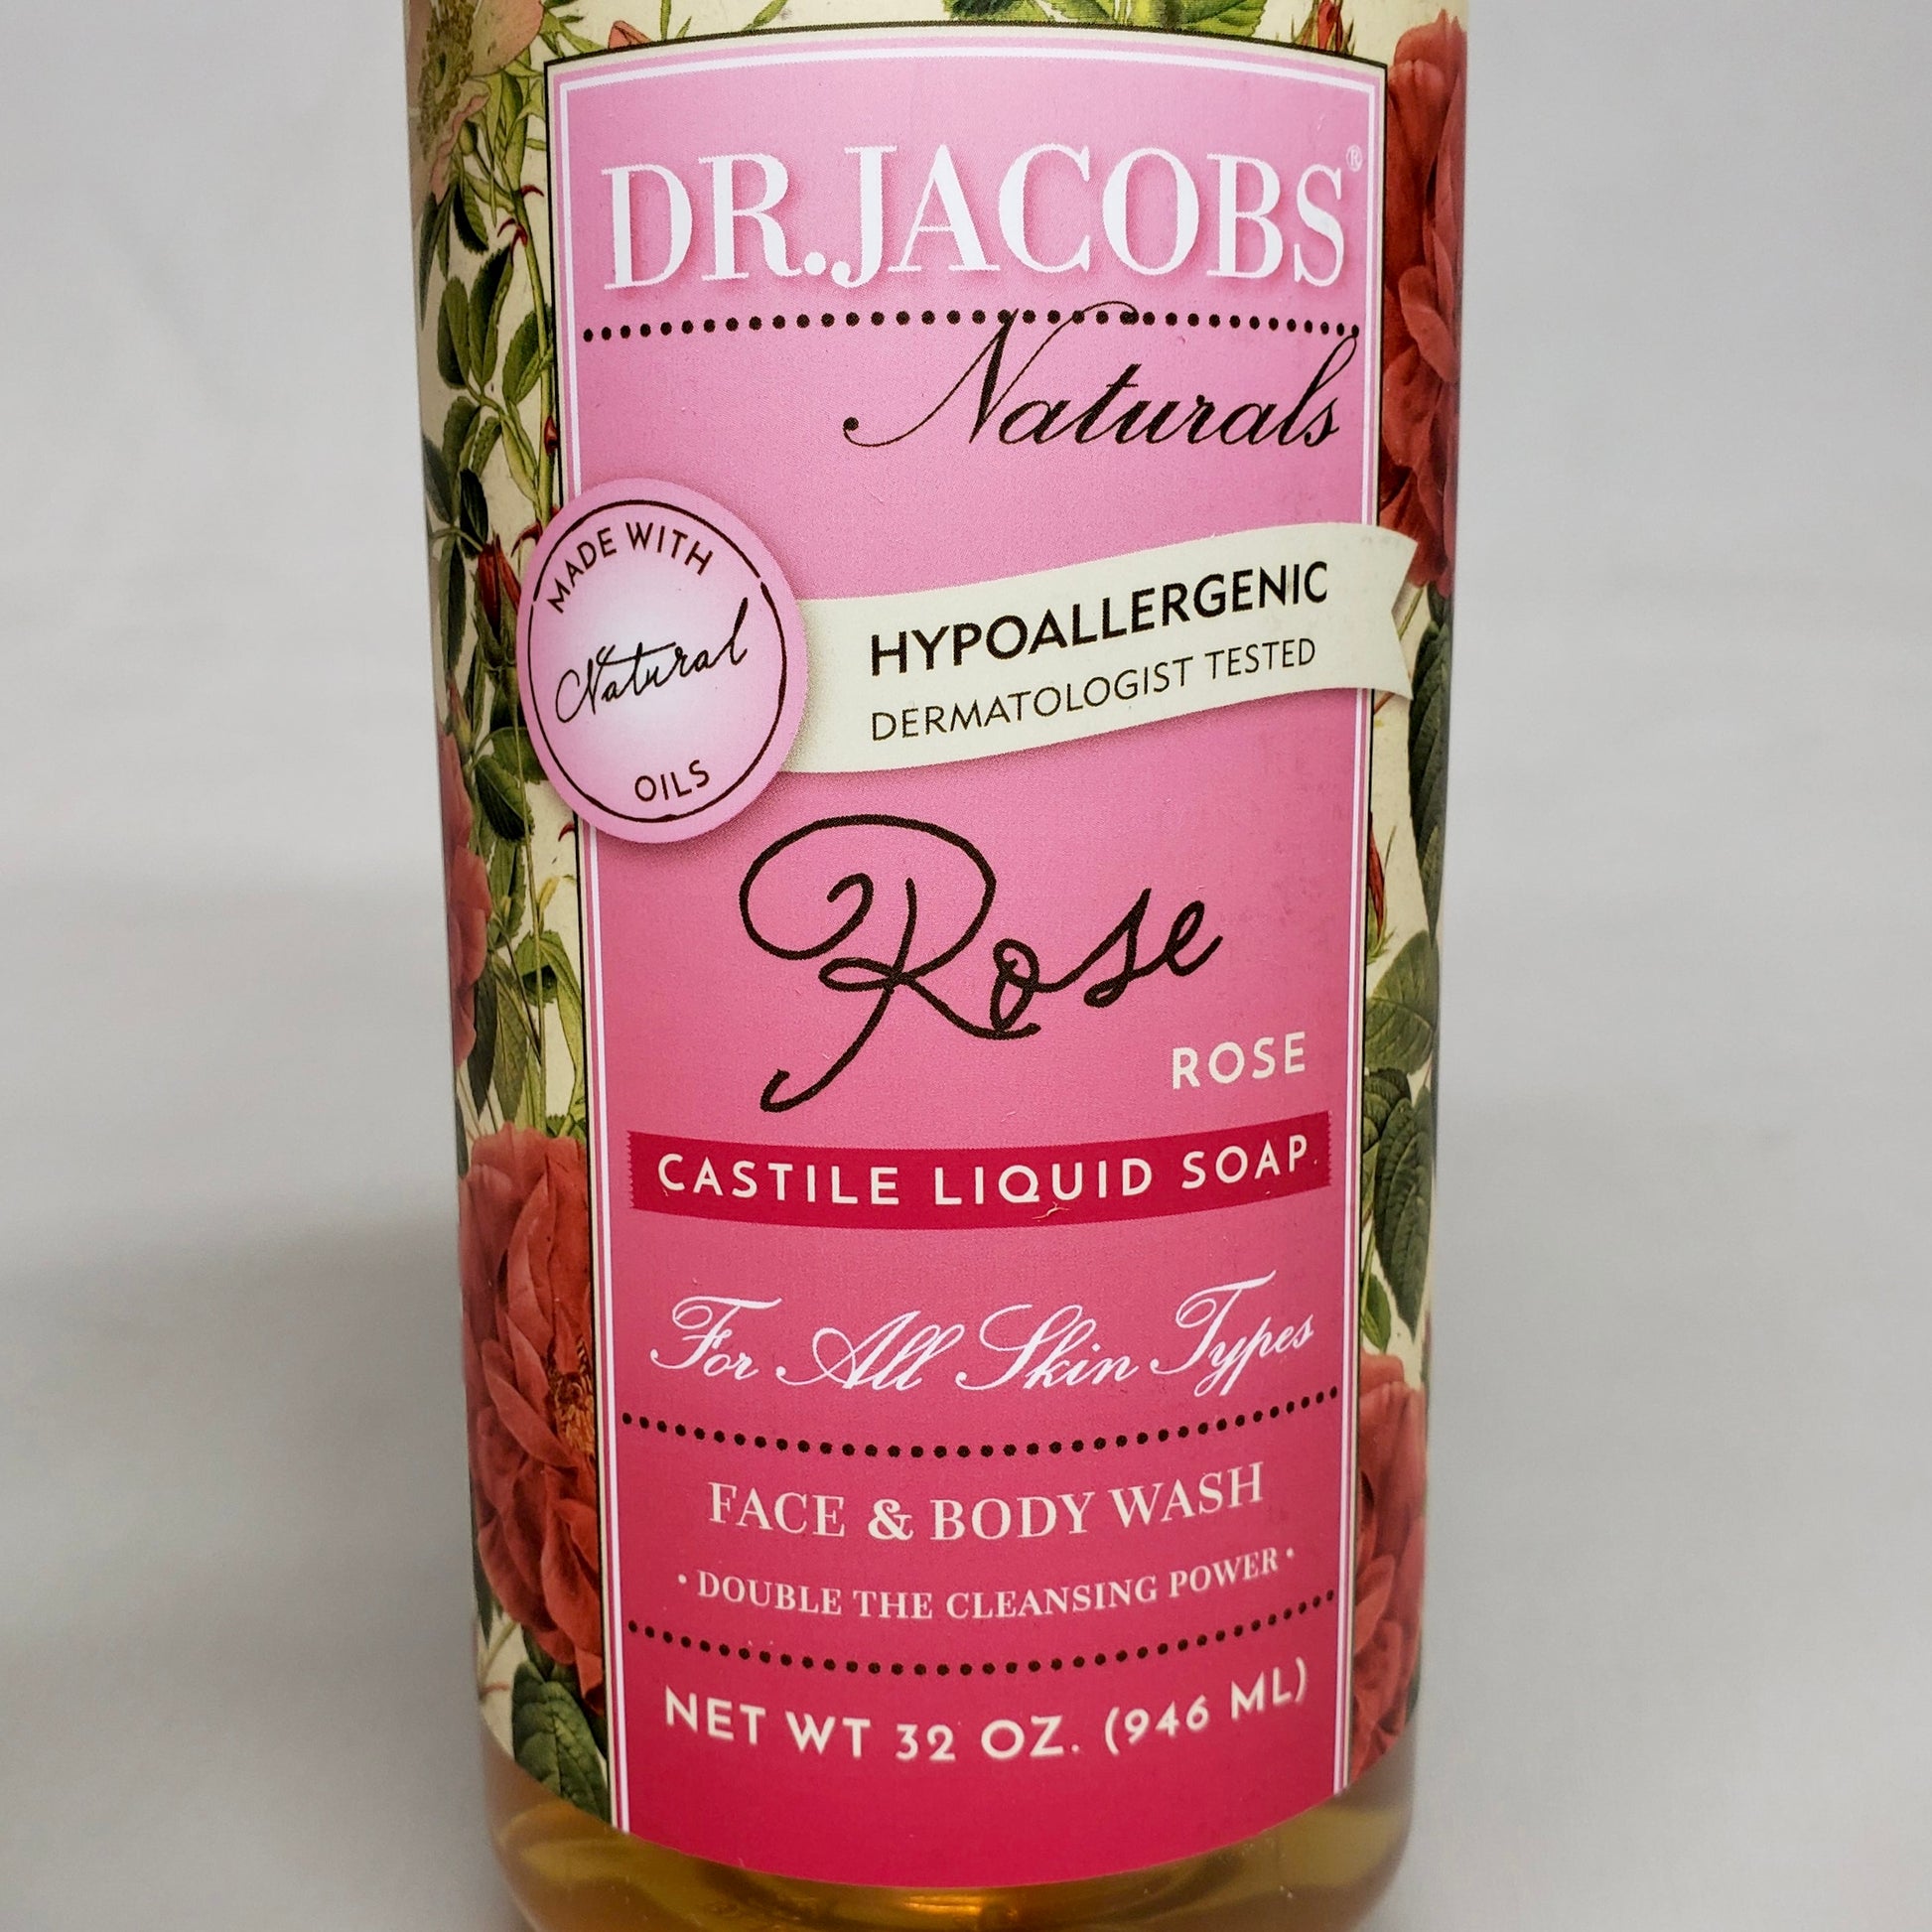 DR.JACOBS®
Naturals
MADE WITH
Natural
OILS
HYPOALLERGENIC
DERMATOLOGIST TESTED
Rose
ROSE
CASTILE LIQUID SOAP
For All Skin Types
FACE & BODY WASH
• DOUBLE THE CLEANSING POWER •
NET WT 32 OZ. (946 ML)